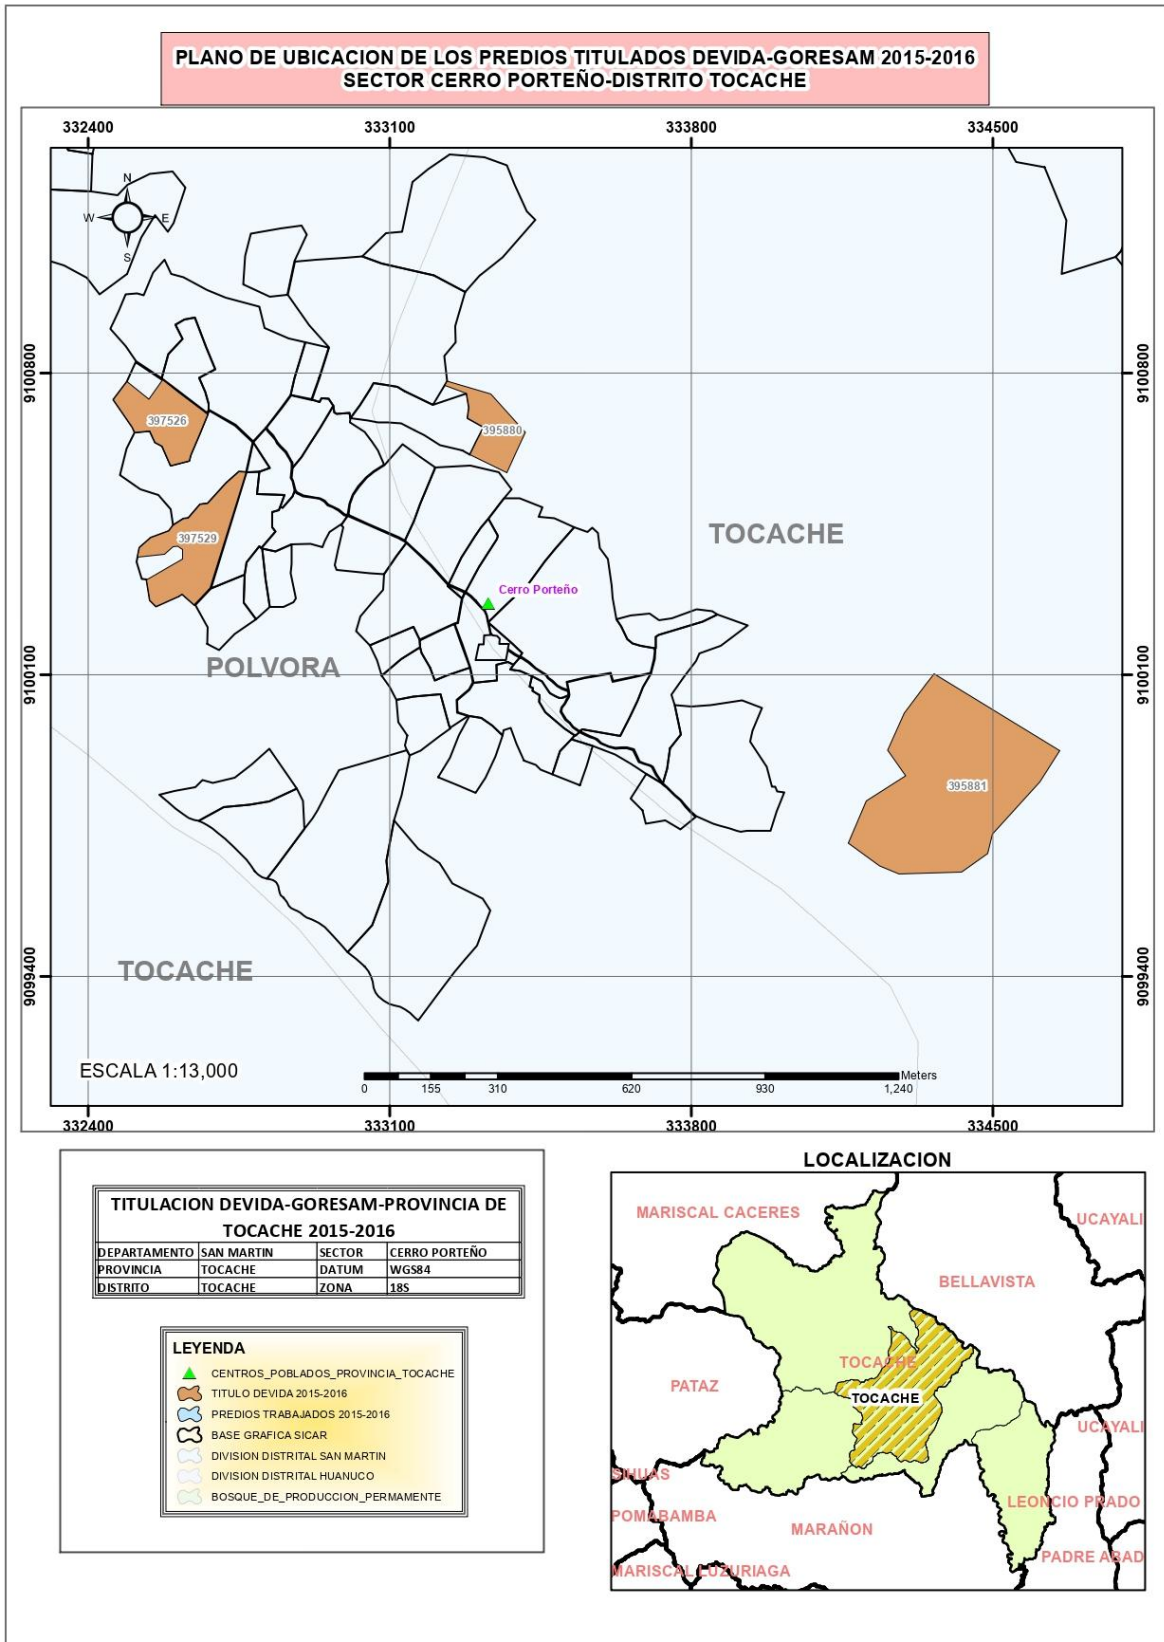 PLANO DE UBICACION DE LOS PREDIOS TITULADOS DEVIDA-GORESAM 2015-2016
SECTOR CERRO PORTEÑO-DISTRITO TOCACHE
332400 333100 333800 334500
N
W E
S
9100800 9100800
397526
395880
397529
TOCACHE
Cerro Porteño
POLVORA
9100100 9100100
395881
TOCACHE
9099400 9099400
ESCALA 1:13,000
Meters
0 155 310 620 930 1,240
332400 333100 333800 334500
TITULACION DEVIDA-GORESAM-PROVINCIA DE
TOCACHE 2015-2016
DEPARTAMENTO SAN MARTIN SECTOR CERRO PORTEÑO
PROVINCIA TOCACHE DATUM WGS84
DISTRITO TOCACHE ZONA 18S
LEYENDA
CENTROS_POBLADOS_PROVINCIA_TOCACHE
TITULO DEVIDA 2015-2016
PREDIOS TRABAJADOS 2015-2016
BASE GRAFICA SICAR
DIVISION DISTRITAL SAN MARTIN
DIVISION DISTRITAL HUANUCO
BOSQUE_DE_PRODUCCION_PERMAMENTE
LOCALIZACION
MARISCAL CACERES
UCAYALI
BELLAVISTA
TOCACHE
PATAZ
TOCACHE
UCAYALI
SIHUAS
LEONCIO PRADO
POMABAMBA
MARAÑON
PADRE ABAD
MARISCAL LUZURIAGA